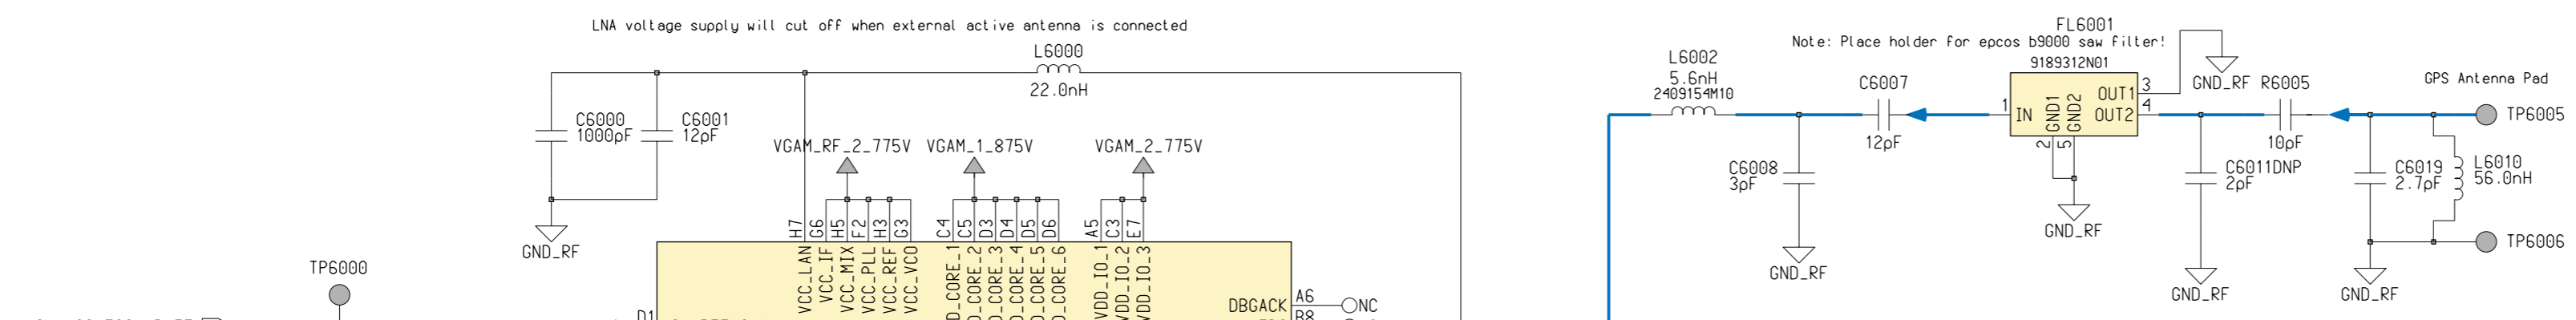 LNA voltage supply will cut off when external active antenna is connected
L6000
22.0nH
C6000
1000pF
C6001
12pF
GND_RF
VGAM_RF_2_775V
VGAM_1_875V
VGAM_2_775V
H7
G6
H5
F2
H3
G3
C4
C5
D3
D4
D5
D6
A5
C3
E7
VCC_LAN
VCC_IF
VCC_MIX
VCC_PLL
VCC_REF
VCC_VCO
D_CORE_1
D_CORE_2
D_CORE_3
D_CORE_4
D_CORE_5
D_CORE_6
VDD_IO_1
VDD_IO_2
VDD_IO_3
DBGACK
A6
NC
B8
D1
TP6000
FL6001
Note: Place holder for epcos b9000 saw filter!
9189312N01
L6002
5.6nH
2409154M10
C6007
12pF
C6008
3pF
GND_RF
1
IN
GND1
GND2
OUT1
OUT2
3
4
2
5
GND_RF
GND_RF
R6005
10pF
C6011DNP
2pF
GND_RF
GPS Antenna Pad
TP6005
C6019
2.7pF
L6010
56.0nH
TP6006
GND_RF